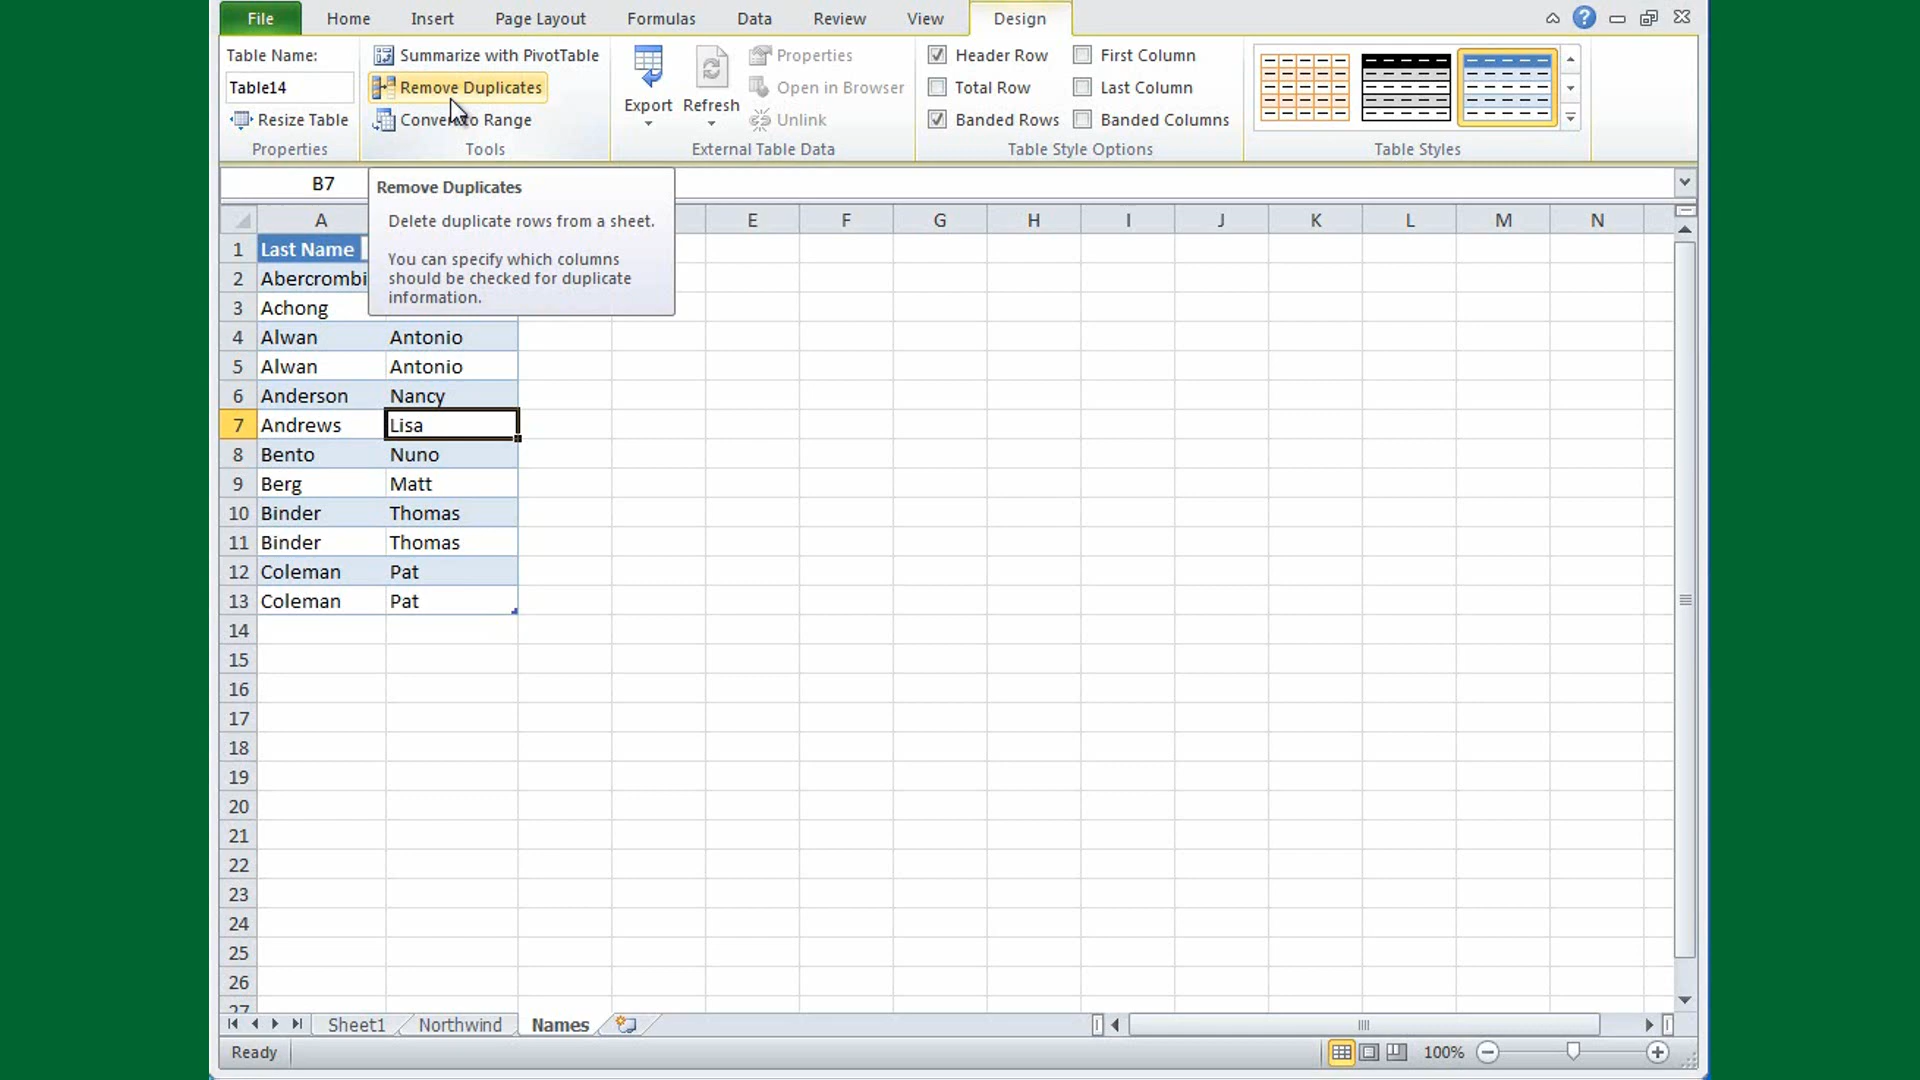 File Home Insert Page Layout Formulas Data Review View Design
Table Name:
Table14
Resize Table
Properties
Summarize with PivotTable
Remove Duplicates
Convert to Range
Tools
Export Refresh
Properties
Open in Browser
Unlink
External Table Data
Header Row First Column
Total Row Last Column
Banded Rows Banded Columns
Table Style Options
Table Styles
B7
Remove Duplicates
Delete duplicate rows from a sheet.
You can specify which columns
should be checked for duplicate
information.
A E F G H I J K L M N
1 Last Name
2 Abercrombi
3 Achong
4 Alwan Antonio
5 Alwan Antonio
6 Anderson Nancy
7 Andrews Lisa
8 Bento Nuno
9 Berg Matt
10 Binder Thomas
11 Binder Thomas
12 Coleman Pat
13 Coleman Pat
14
15
16
17
18
19
20
21
22
23
24
25
26
27
Sheet1 Northwind Names
Ready 100%